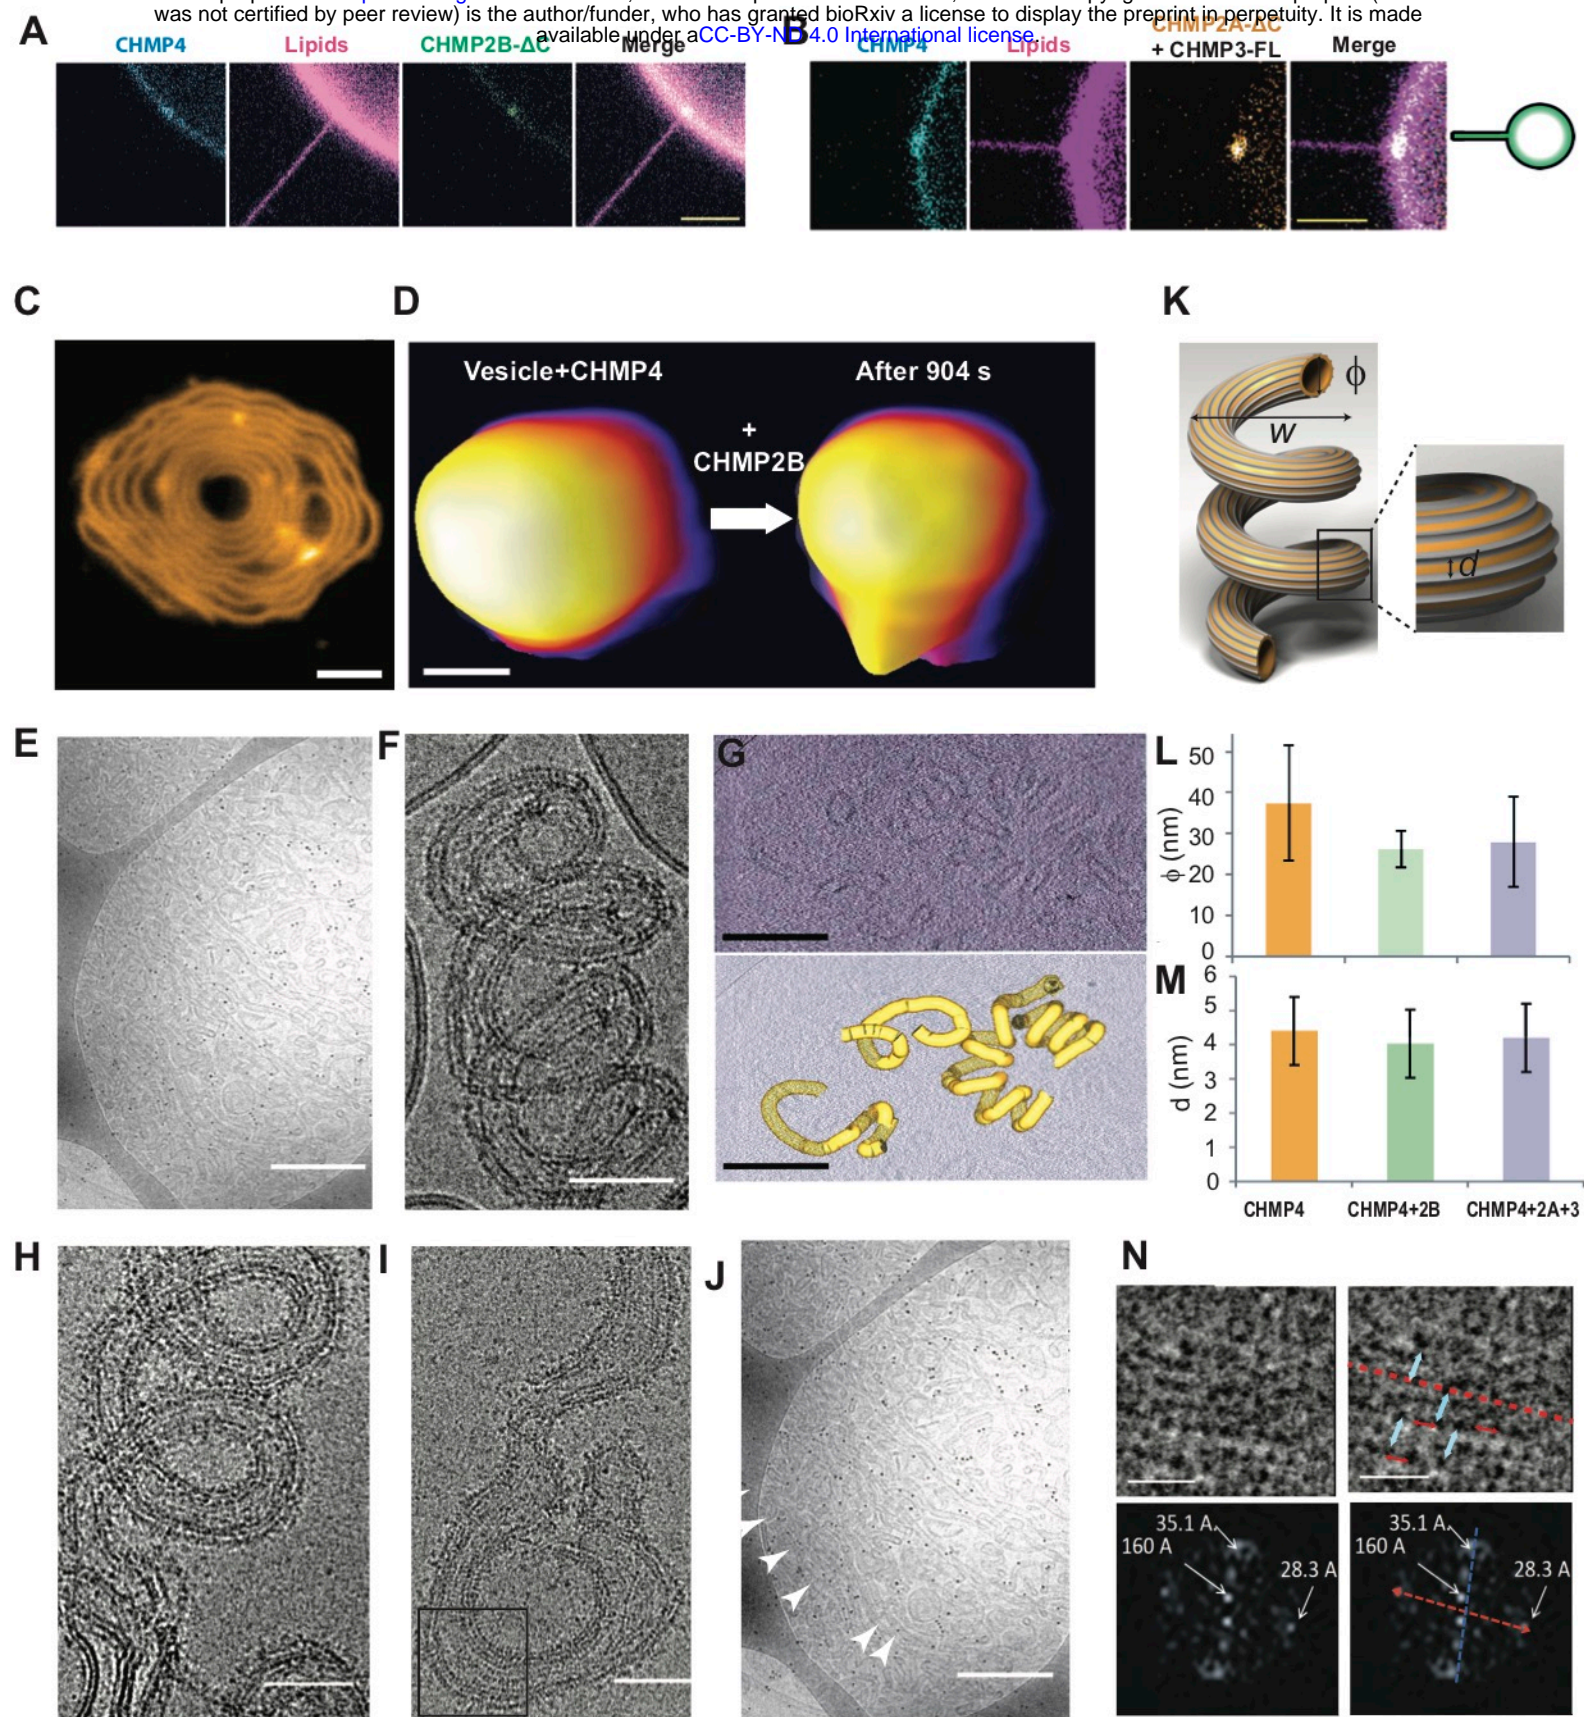 was not certified by peer review) is the author/funder, who has granted bioRxiv a license to display the preprint in perpetuity. It is made
available under aCC-BY-ND 4.0 International license.
A
CHMP4 Lipids CHMP2B-ΔC Merge
B
CHMP4 Lipids CHMP2A-ΔC
+ CHMP3-FL Merge
C
D
Vesicle+CHMP4
+
CHMP2B
After 904 s
K
ϕ
w
d
E
F
G
L
ϕ (nm)
50
40
30
20
10
0
M
d (nm)
6
5
4
3
2
1
0
CHMP4 CHMP4+2B CHMP4+2A+3
H
I
J
N
35.1 A
160 A
28.3 A
35.1 A
160 A
28.3 A